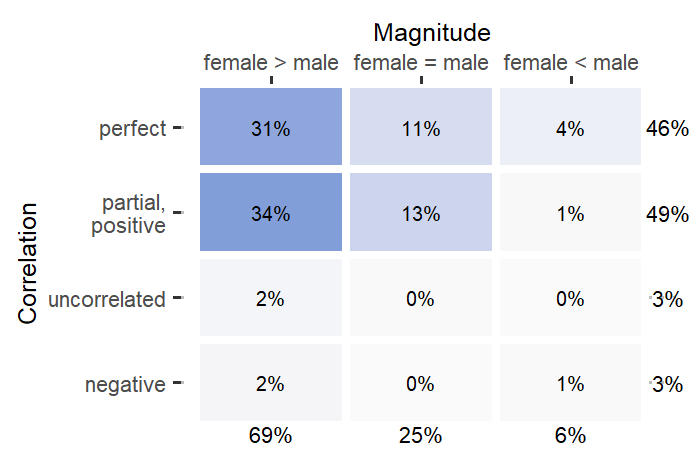 Magnitude
female > male female = male female < male
perfect 31% 11% 4% 46%
partial,
positive 34% 13% 1% 49%
Correlation
uncorrelated 2% 0% 0% 3%
negative 2% 0% 1% 3%
69% 25% 6%